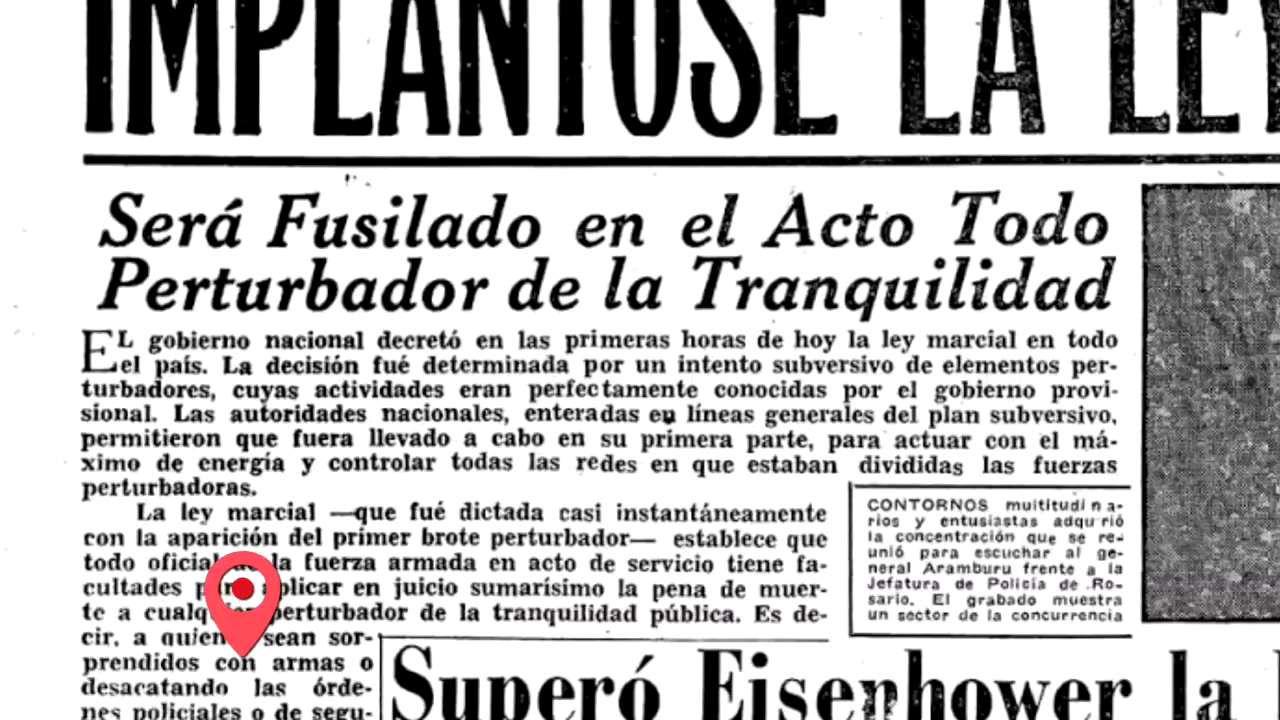 IMPLANTOSE LA LEY
Será Fusilado en el Acto Todo
Perturbador de la Tranquilidad
EL gobierno nacional decretó en las primeras horas de hoy la ley marcial en todo
el país. La decisión fué determinada por un intento subversivo de elementos per-
turbadores, cuyas actividades eran perfectamente conocidas por el gobierno provi-
sional. Las autoridades nacionales, enteradas en líneas generales del plan subversivo,
permitieron que fuera llevado a cabo en su primera parte, para actuar con el má-
ximo de energía y controlar todas las redes en que estaban divididas las fuerzas
perturbadoras.
La ley marcial —que fué dictada casi instantáneamente
con la aparición del primer brote perturbador— establece que
todo oficial la fuerza armada en acto de servicio tiene fa-
cultades aplicar en juicio sumarísimo la pena de muer-
te a perturbador de la tranquilidad pública. Es de-
cir, a sean sor-
prendidos con armas o
desacatando las órde-
nes policiales o de segu-
CONTORNOS multitudina-
rios y entusiastas adquirió
la concentración que se re-
unió para escuchar al ge-
neral Aramburu frente a la
Jefatura de Policía de Ro-
sario. El grabado muestra
un sector de la concurrencia
Superó Eisenhower la